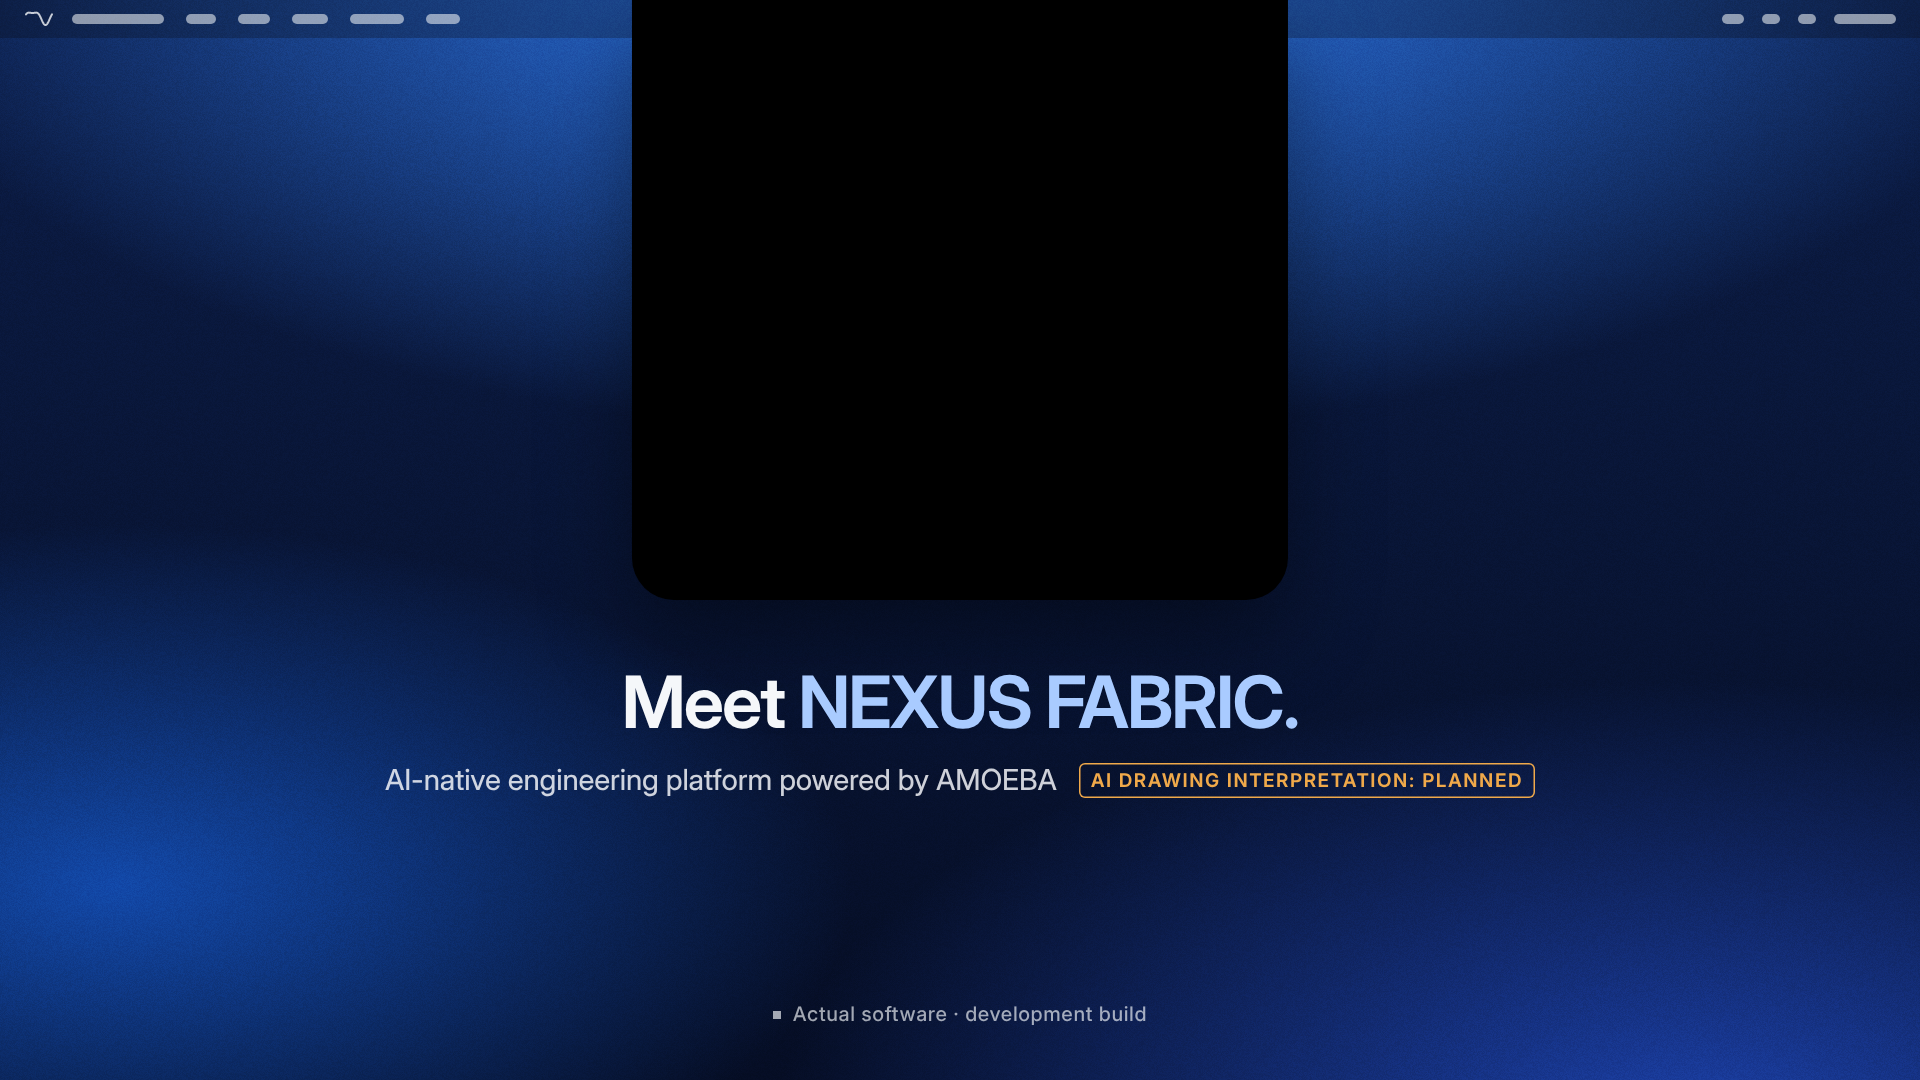 Meet NEXUS FABRIC.
AI-native engineering platform powered by AMOEBA
AI DRAWING INTERPRETATION: PLANNED
Actual software · development build